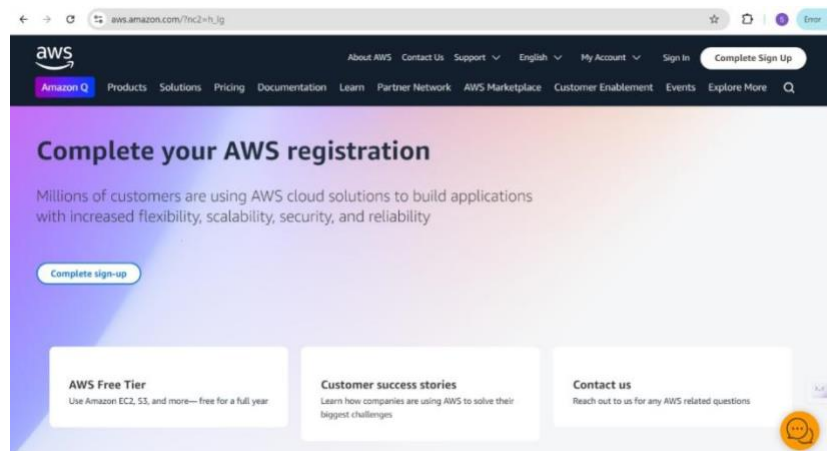 aws.amazon.com/?nc2=h_lg
Error
aws
About AWS Contact Us Support English My Account Sign In Complete Sign Up
Amazon Q Products Solutions Pricing Documentation Learn Partner Network AWS Marketplace Customer Enablement Events Explore More
Complete your AWS registration
Millions of customers are using AWS cloud solutions to build applications
with increased flexibility, scalability, security, and reliability
Complete sign-up
AWS Free Tier
Use Amazon EC2, S3, and more— free for a full year
Customer success stories
Learn how companies are using AWS to solve their
biggest challenges
Contact us
Reach out to us for any AWS related questions